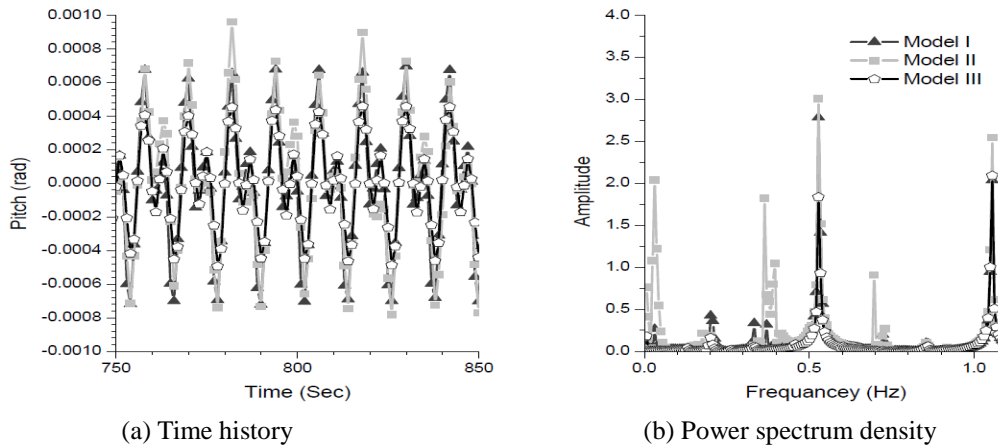 0.0010
0.0008
0.0006
0.0004
0.0002
0.0000
-0.0002
-0.0004
-0.0006
-0.0008
-0.0010
Pitch (rad)
750
800
850
Time (Sec)
(a) Time history
4.0
3.5
3.0
2.5
2.0
1.5
1.0
0.5
0.0
Amplitude
Model I
Model II
Model III
0.0
0.5
1.0
Frequancey (Hz)
(b) Power spectrum density